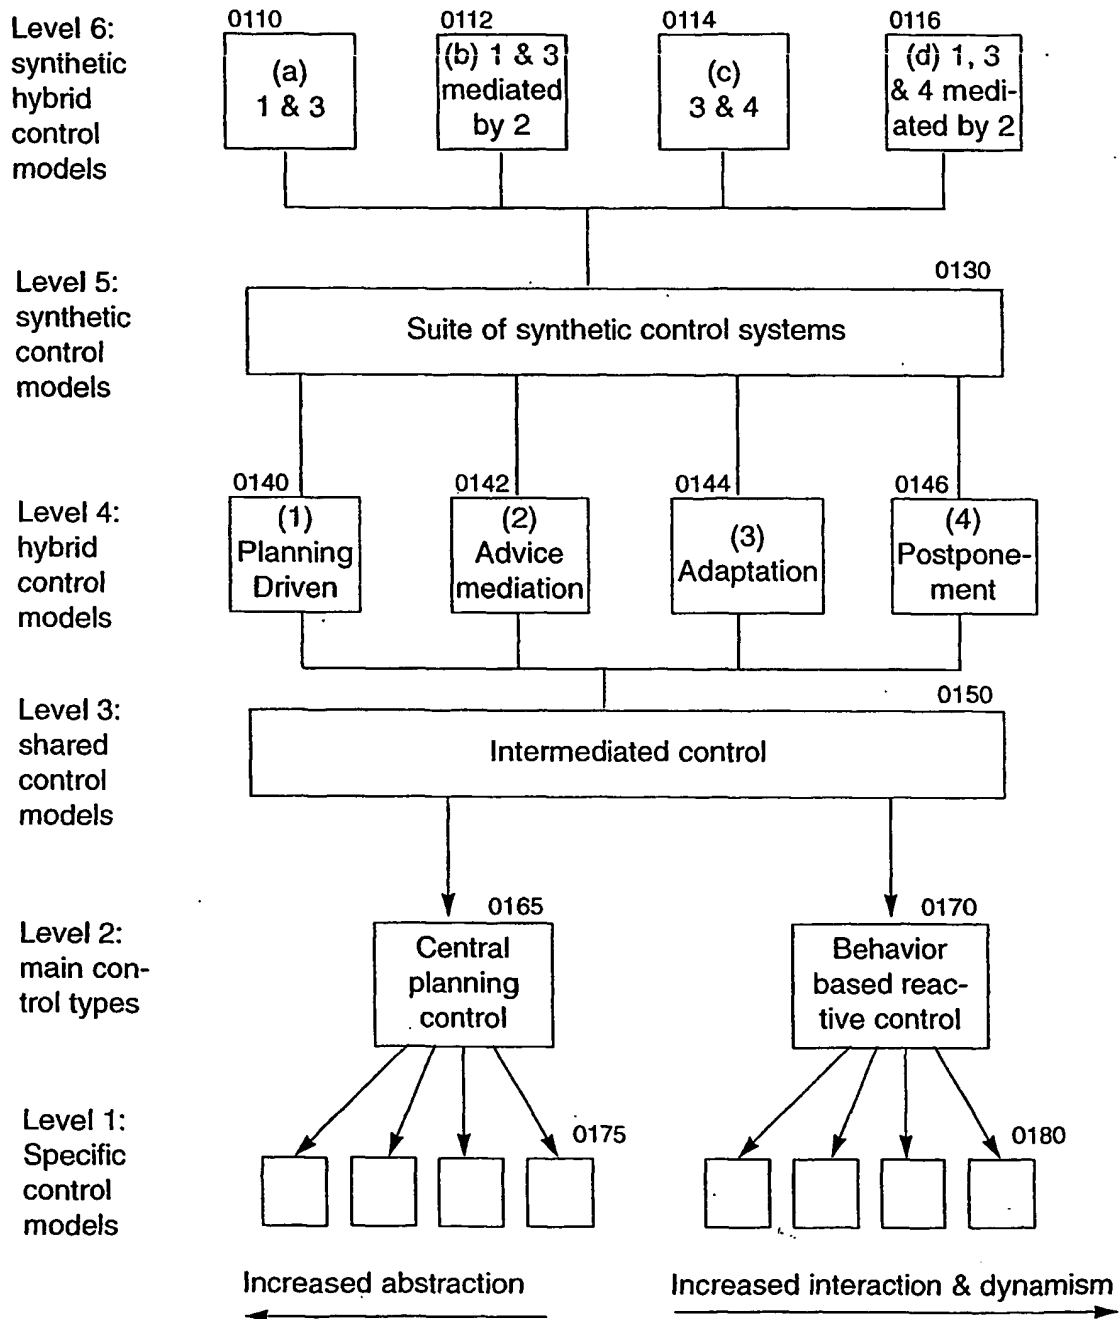 Level 6:
synthetic
hybrid
control
models
0110
(a)
1 & 3
0112
(b) 1 & 3
mediated
by 2
0114
(c)
3 & 4
0116
(d) 1, 3
& 4 medi-
ated by 2
Level 5:
synthetic
control
models
0130
Suite of synthetic control systems
Level 4:
hybrid
control
models
0140
(1)
Planning
Driven
0142
(2)
Advice
mediation
0144
(3)
Adaptation
0146
(4)
Postpone-
ment
Level 3:
shared
control
models
0150
Intermediated control
Level 2:
main con-
trol types
0165
Central
planning
control
0170
Behavior
based reac-
tive control
Level 1:
Specific
control
models
0175
0180
Increased abstraction
Increased interaction & dynamism